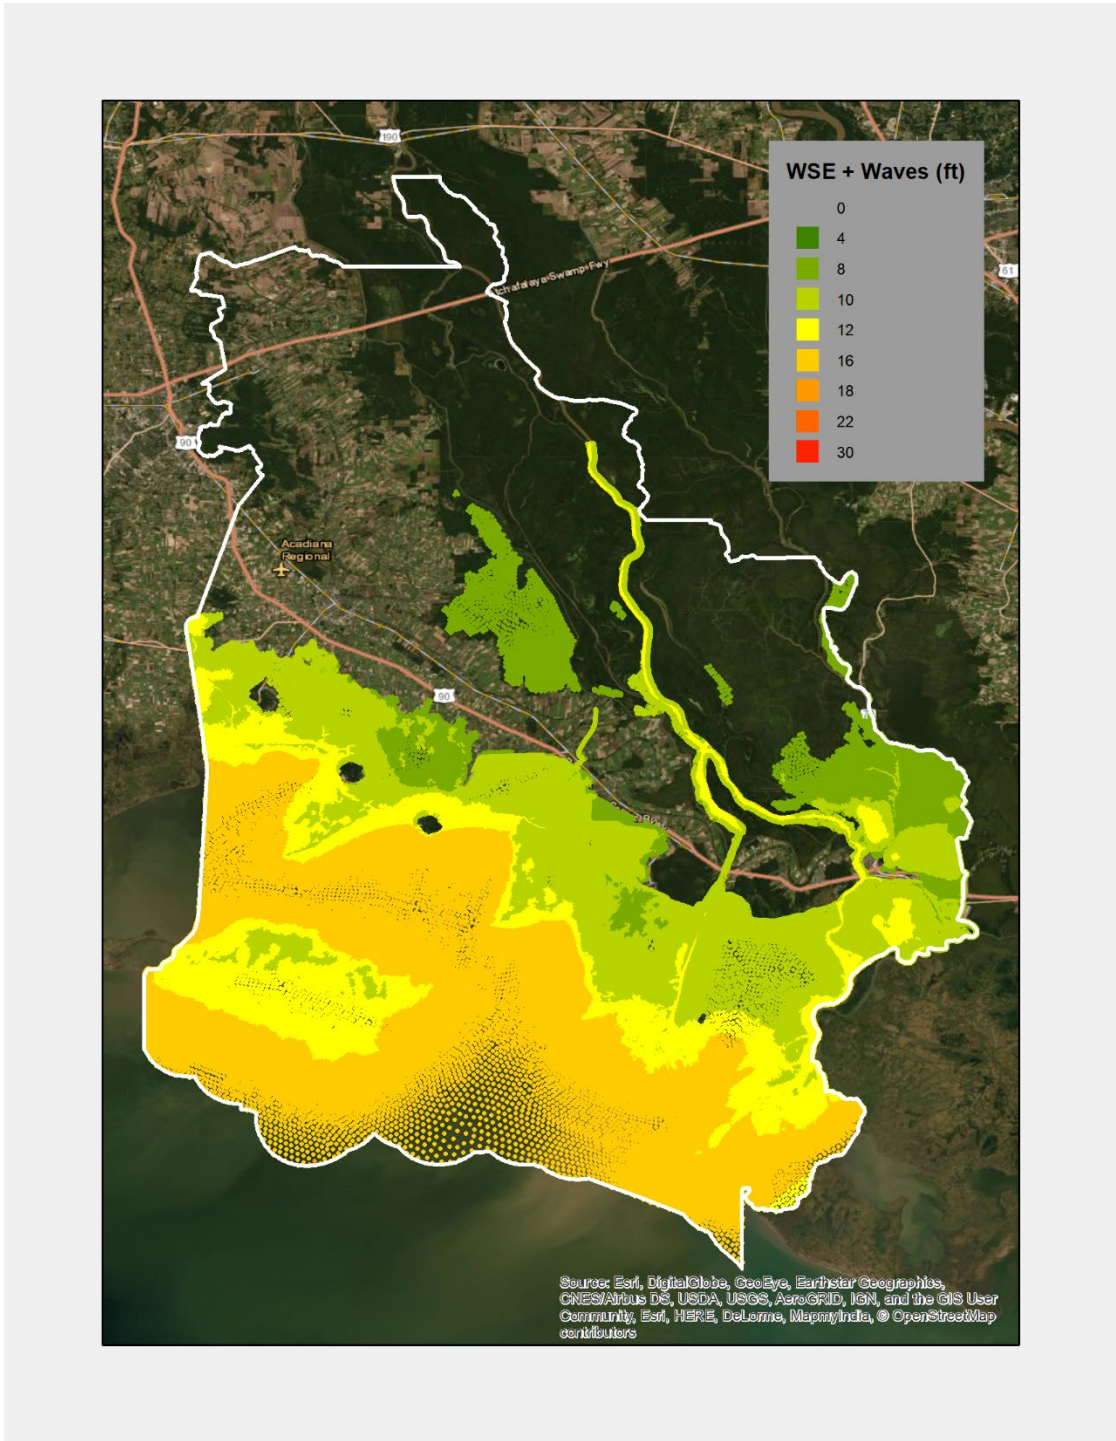 190
WSE + Waves (ft)
0
4
8
10
12
16
18
22
30
61
tchafalaya Swamp Fwy
90
Acadiana
Regional
90
Source: Esri, DigitalGlobe, GeoEye, Earthstar Geographics,
CNES/Airbus DS, USDA, USGS, AeroGRID, IGN, and the GIS User
Community, Esri, HERE, DeLorme, MapmyIndia, © OpenStreetMap
contributors